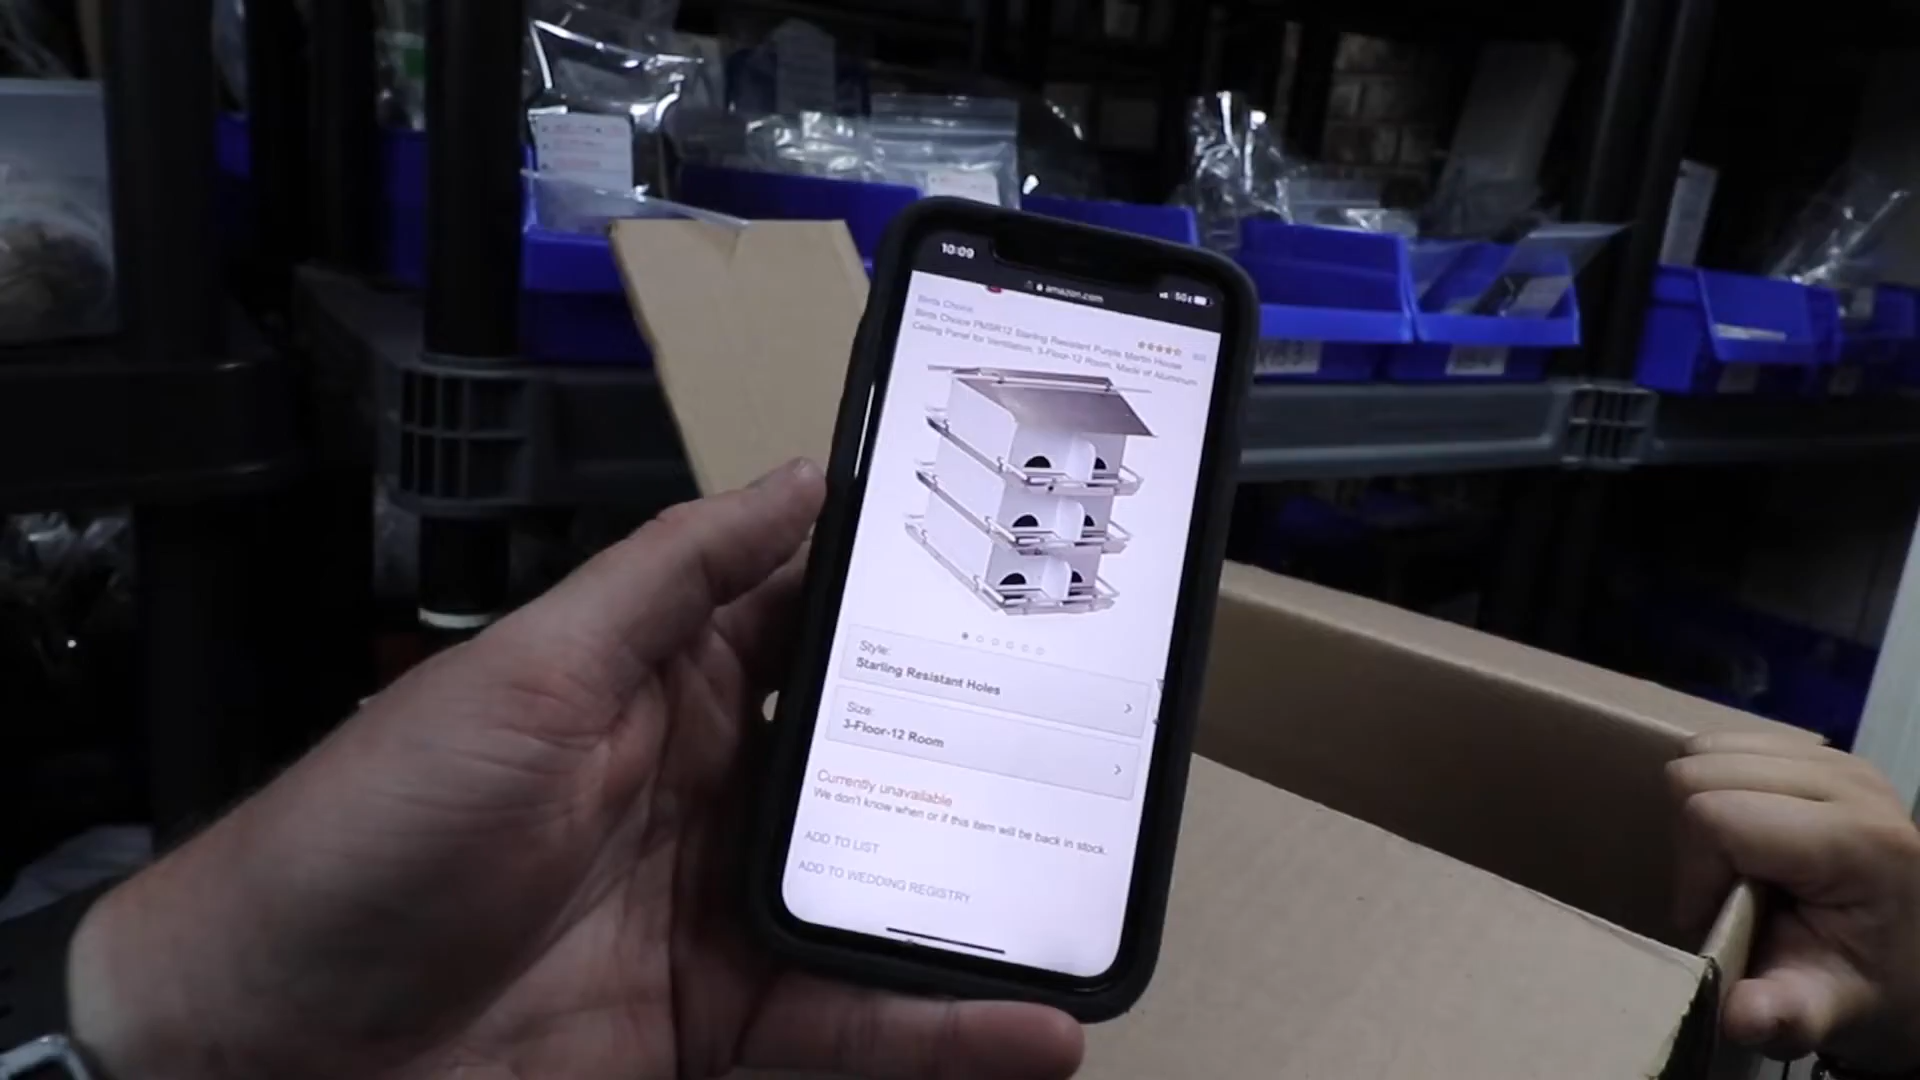 10:09
amazon.com
5G
Birds Choice
Birds Choice PMSR12 Starling Resistant Purple Martin House
Ceiling Panel for Ventilation, 3-Floor-12 Room, Made of Aluminum
Style:
Starling Resistant Holes
Size:
3-Floor-12 Room
Currently unavailable
We don't know when or if this item will be back in stock.
ADD TO LIST
ADD TO WEDDING REGISTRY